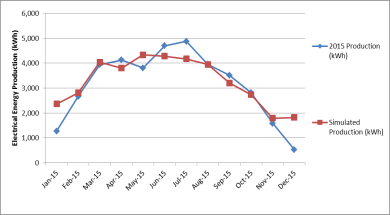 Electrical Energy Production (kWh)
6,000
5,000
4,000
3,000
2,000
1,000
0
Jan-15
Feb-15
Mar-15
Apr-15
May-15
Jun-15
Jul-15
Aug-15
Sep-15
Oct-15
Nov-15
Dec-15
2015 Production
(kWh)
Simulated
Production (kWh)